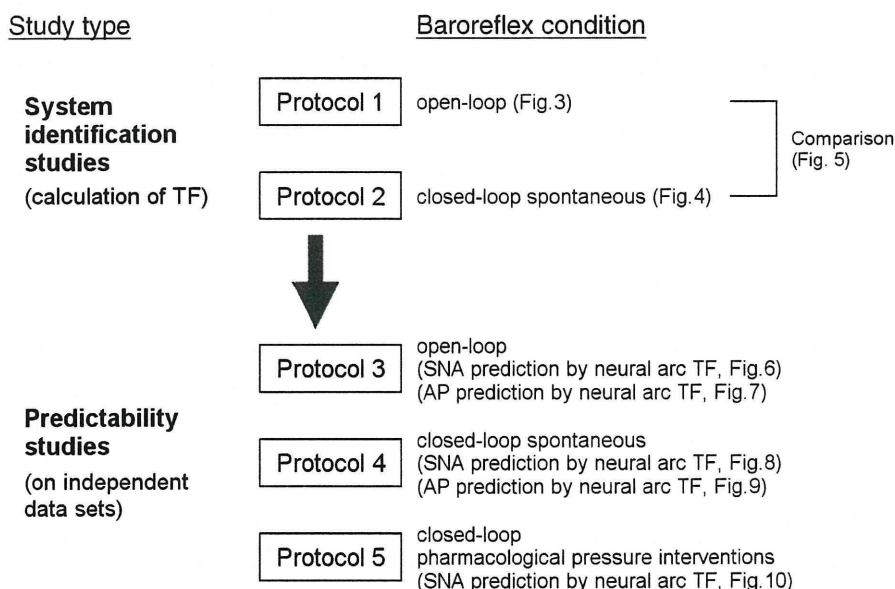 Study type
Baroreflex condition
System
identification
studies
(calculation of TF)
Protocol 1
open-loop (Fig.3)
Protocol 2
closed-loop spontaneous (Fig.4)
Comparison
(Fig. 5)
Predictability
studies
(on independent
data sets)
Protocol 3
open-loop
(SNA prediction by neural arc TF, Fig.6)
(AP prediction by neural arc TF, Fig.7)
Protocol 4
closed-loop spontaneous
(SNA prediction by neural arc TF, Fig.8)
(AP prediction by neural arc TF, Fig.9)
Protocol 5
closed-loop
pharmacological pressure interventions
(SNA prediction by neural arc TF, Fig.10)